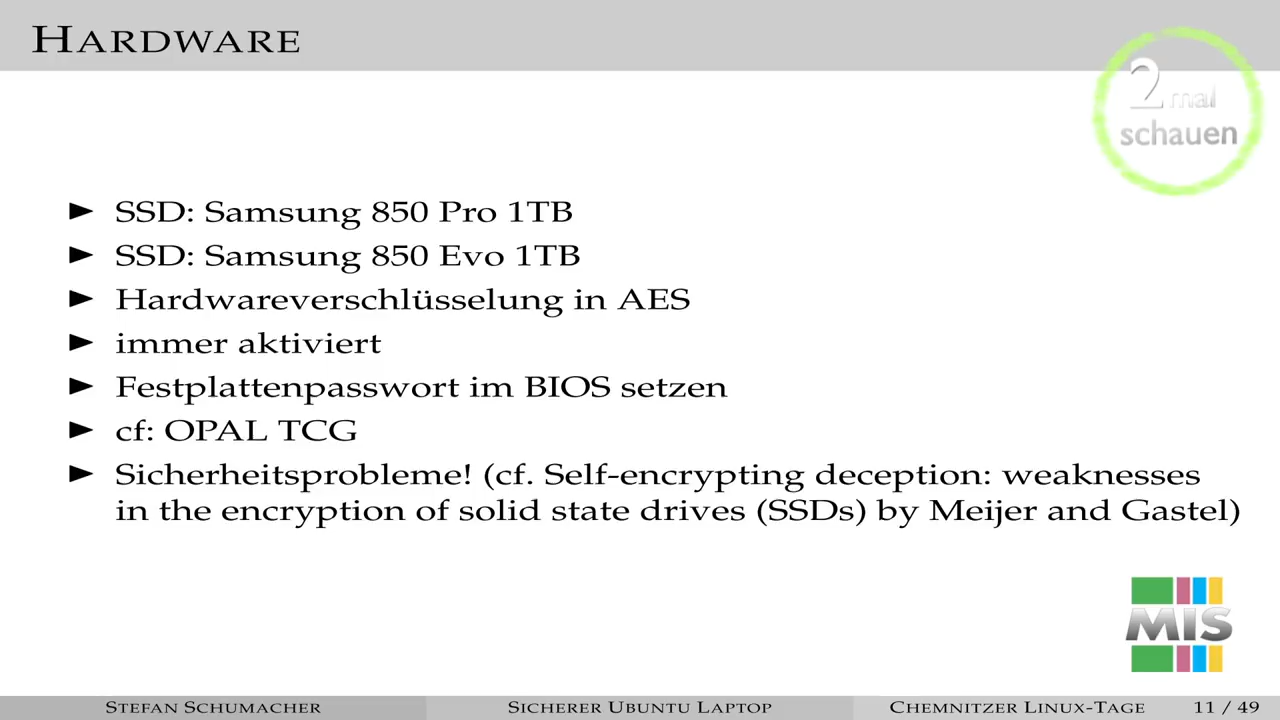 HARDWARE
2 mal
schauen
SSD: Samsung 850 Pro 1TB
SSD: Samsung 850 Evo 1TB
Hardwareverschlüsselung in AES
immer aktiviert
Festplattenpasswort im BIOS setzen
cf: OPAL TCG
Sicherheitsprobleme! (cf. Self-encrypting deception: weaknesses
in the encryption of solid state drives (SSDs) by Meijer and Gastel)
MIS
STEFAN SCHUMACHER SICHERER UBUNTU LAPTOP CHEMNITZER LINUX-TAGE 11 / 49